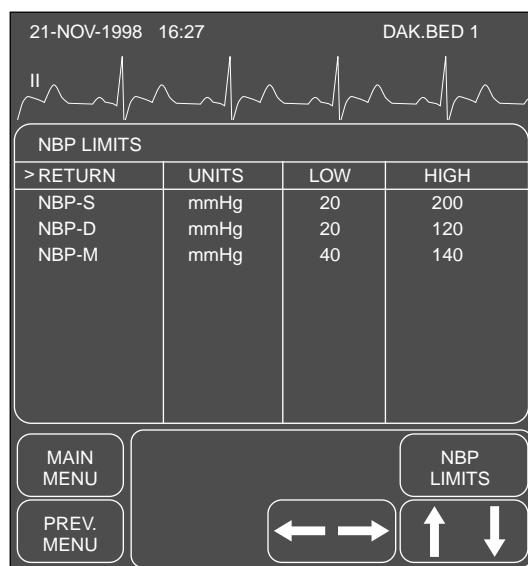 21-NOV-1998 16:27 DAK.BED 1
II
NBP LIMITS
>RETURN UNITS LOW HIGH
NBP-S mmHg 20 200
NBP-D mmHg 20 120
NBP-M mmHg 40 140
MAIN
MENU
NBP
LIMITS
PREV.
MENU